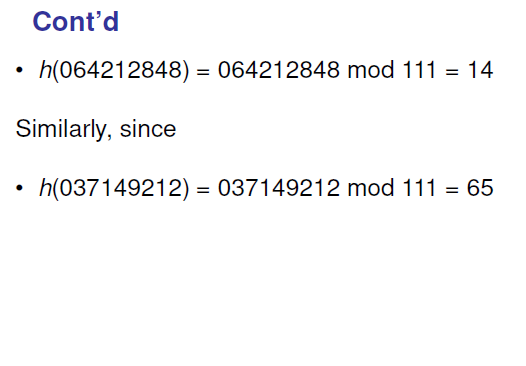 Cont’d
• h(064212848) = 064212848 mod 111 = 14
Similarly, since
• h(037149212) = 037149212 mod 111 = 65